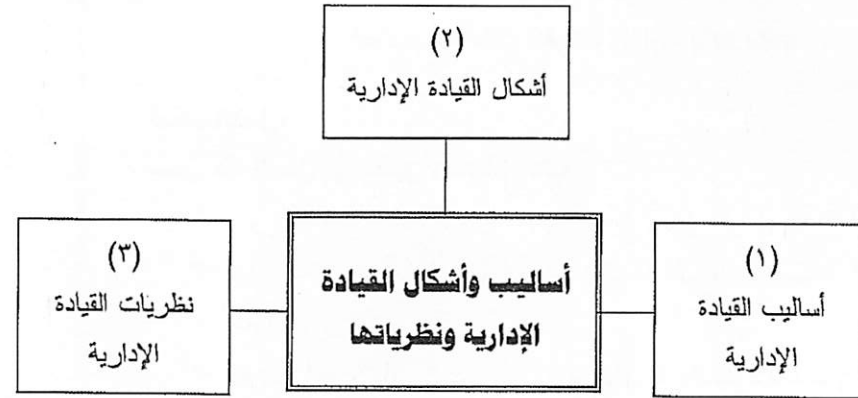 (٢)
أشكال القيادة الإدارية
أساليب وأشكال القيادة
الإدارية ونظرياتها
(١)
أساليب القيادة
الإدارية
(٣)
نظريات القيادة
الإدارية